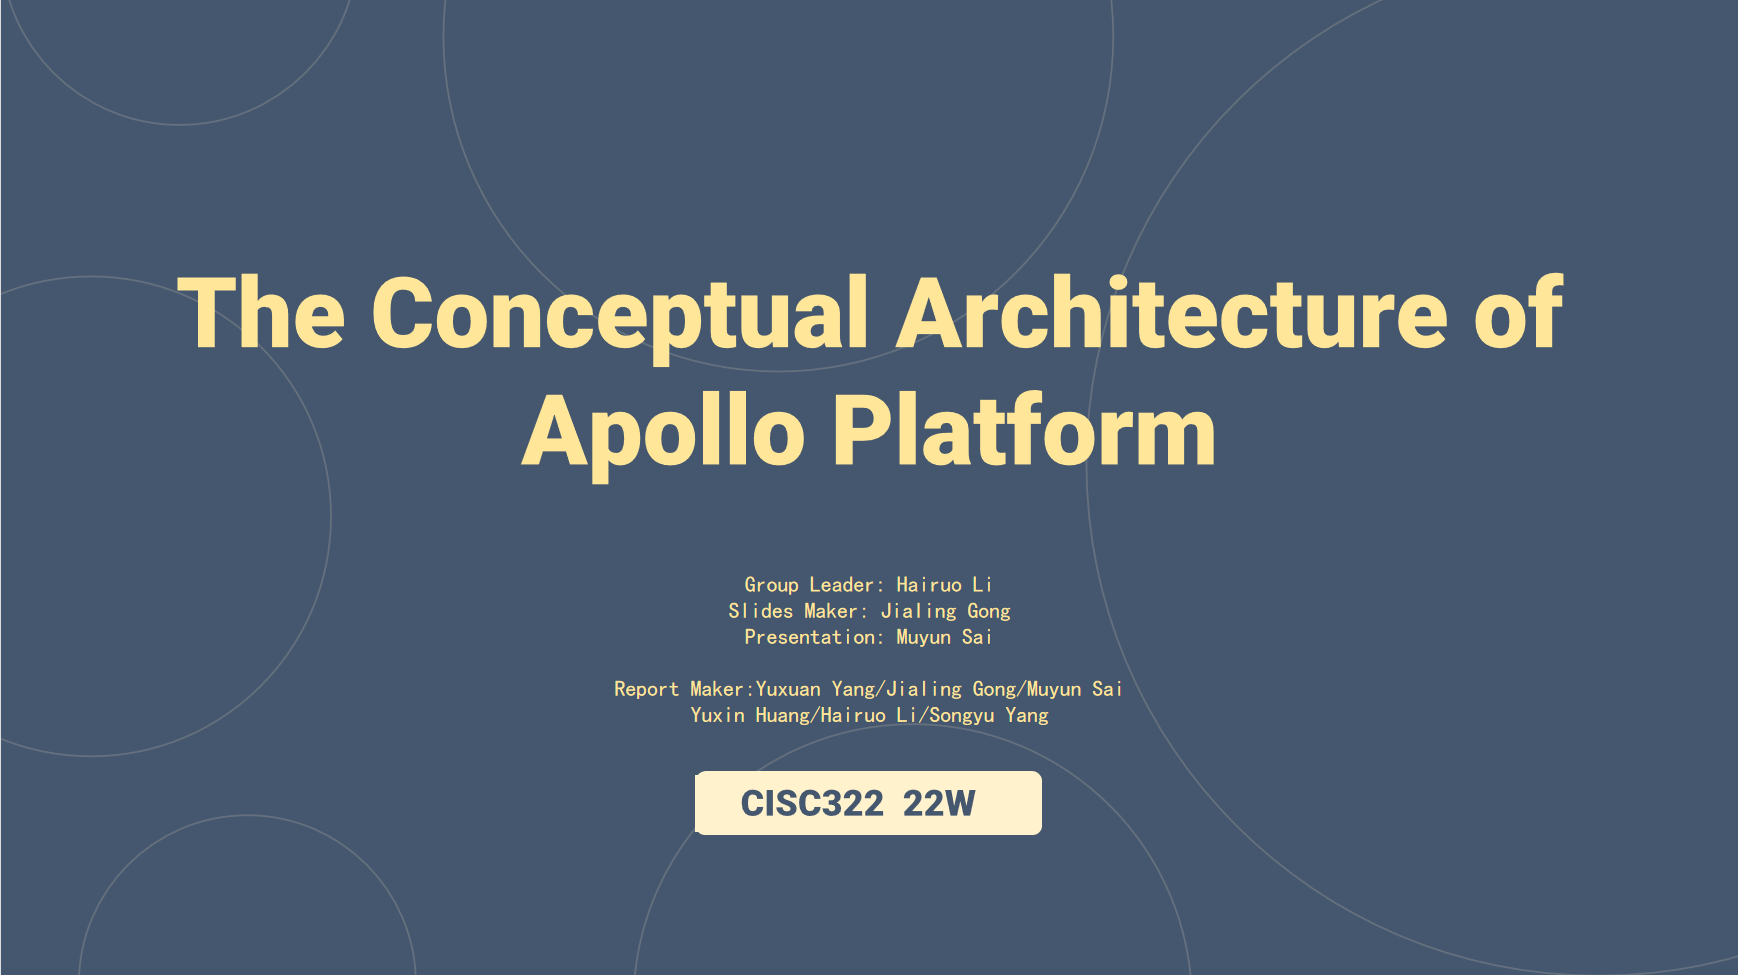 The Conceptual Architecture of
Apollo Platform
Group Leader: Hairuo Li
Slides Maker: Jialing Gong
Presentation: Muyun Sai
Report Maker:Yuxuan Yang/Jialing Gong/Muyun Sai
Yuxin Huang/Hairuo Li/Songyu Yang
CISC322 22W